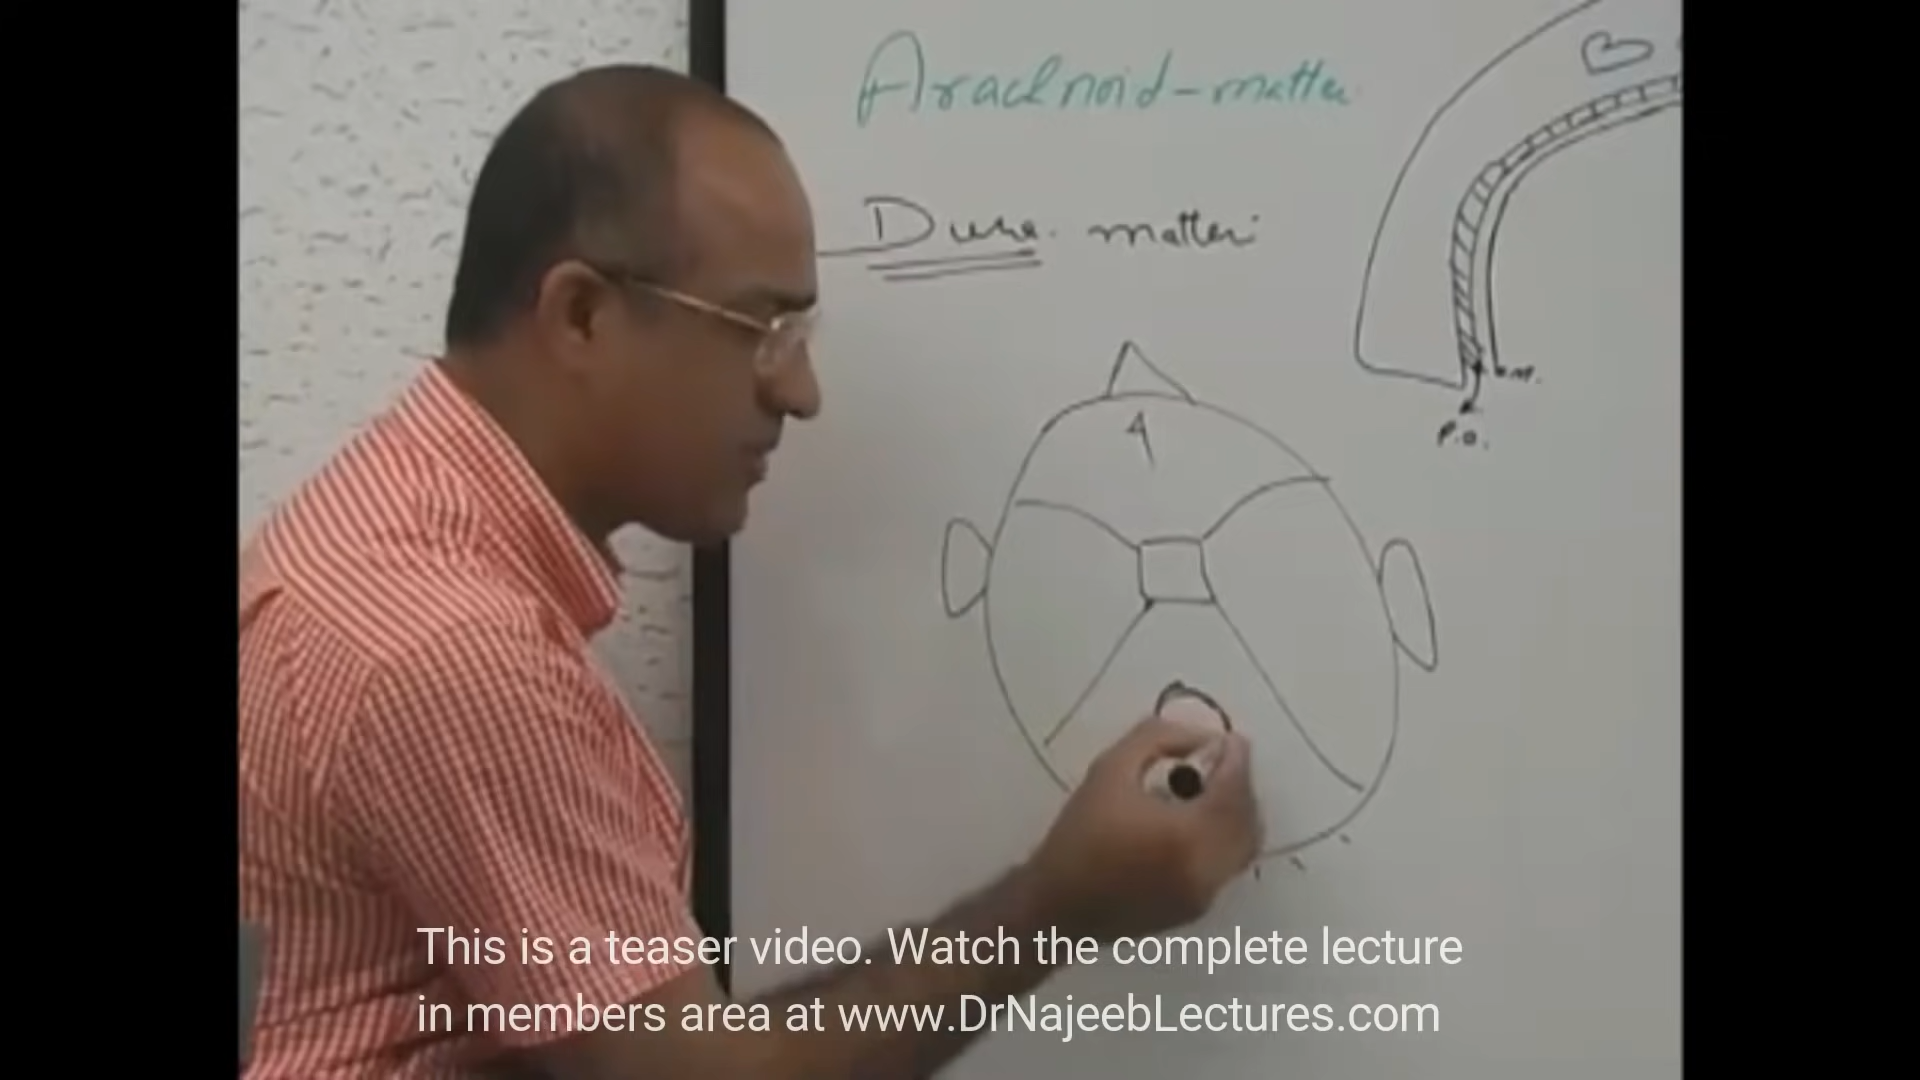 Arachnoid-matter
Dura matter
A
P.O.
This is a teaser video. Watch the complete lecture
in members area at www.DrNajeebLectures.com